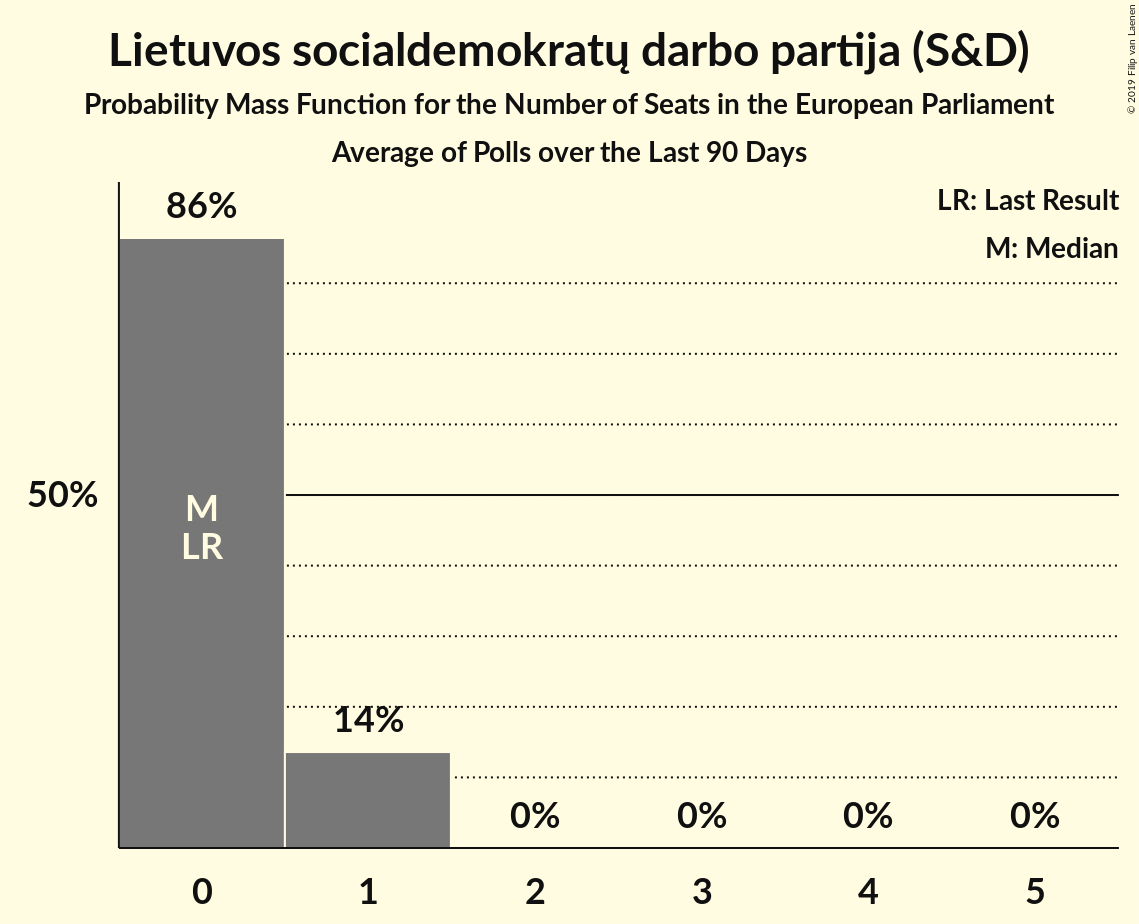 Lietuvos socialdemokratų darbo partija (S&D)
Probability Mass Function for the Number of Seats in the European Parliament
Average of Polls over the Last 90 Days
© 2019 Filip van Laenen
LR: Last Result
M: Median
86%
50%
M
LR
14%
0%
0%
0%
0%
0
1
2
3
4
5